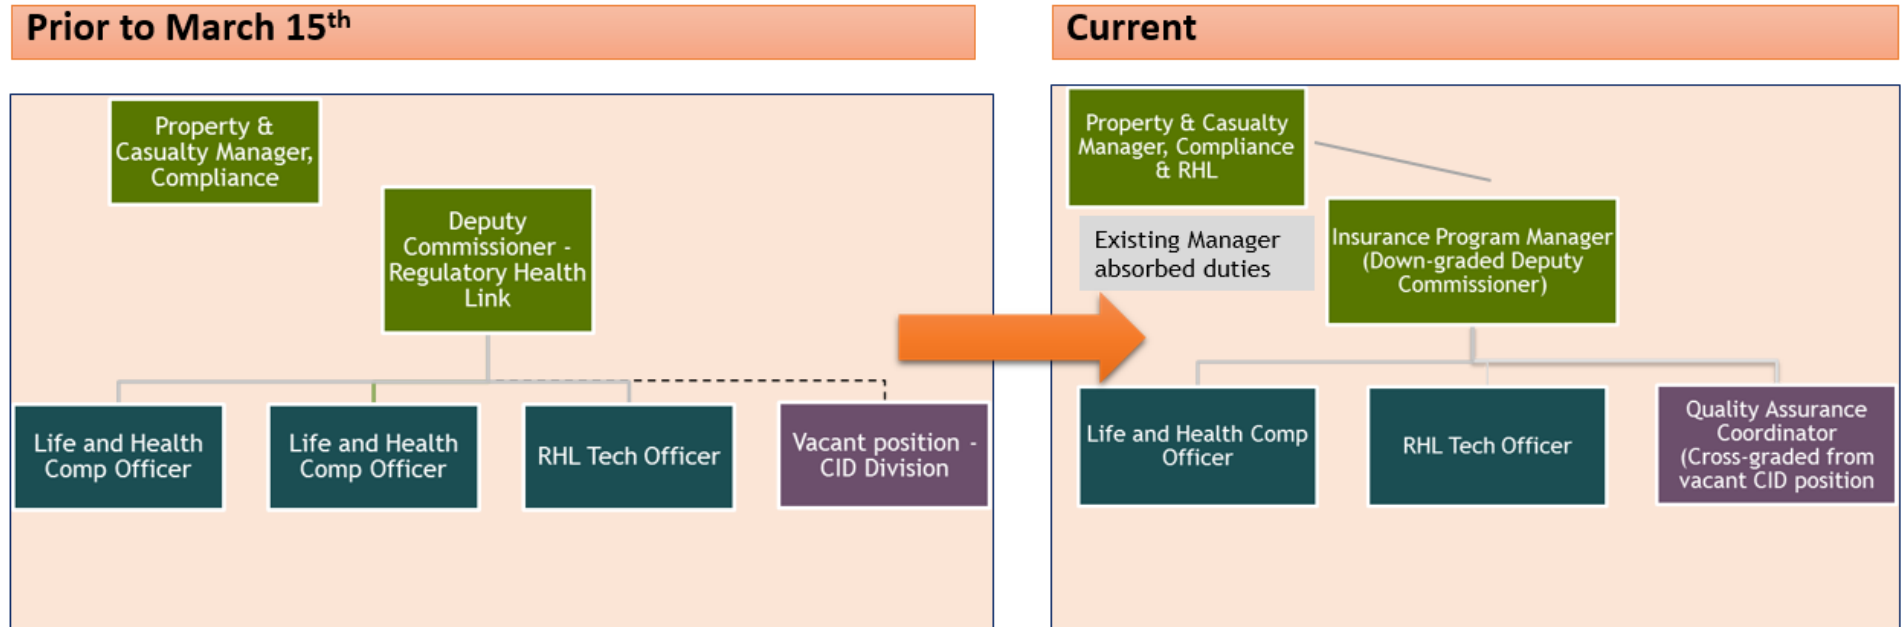 Prior to March 15th
Property &
Casualty Manager,
Compliance
Deputy
Commissioner -
Regulatory Health
Link
Life and Health
Comp Officer
Life and Health
Comp Officer
RHL Tech Officer
Vacant position -
CID Division
Current
Property & Casualty
Manager, Compliance
& RHL
Existing Manager
absorbed duties
Insurance Program Manager
(Down-graded Deputy
Commissioner)
Life and Health Comp
Officer
RHL Tech Officer
Quality Assurance
Coordinator
(Cross-graded from
vacant CID position